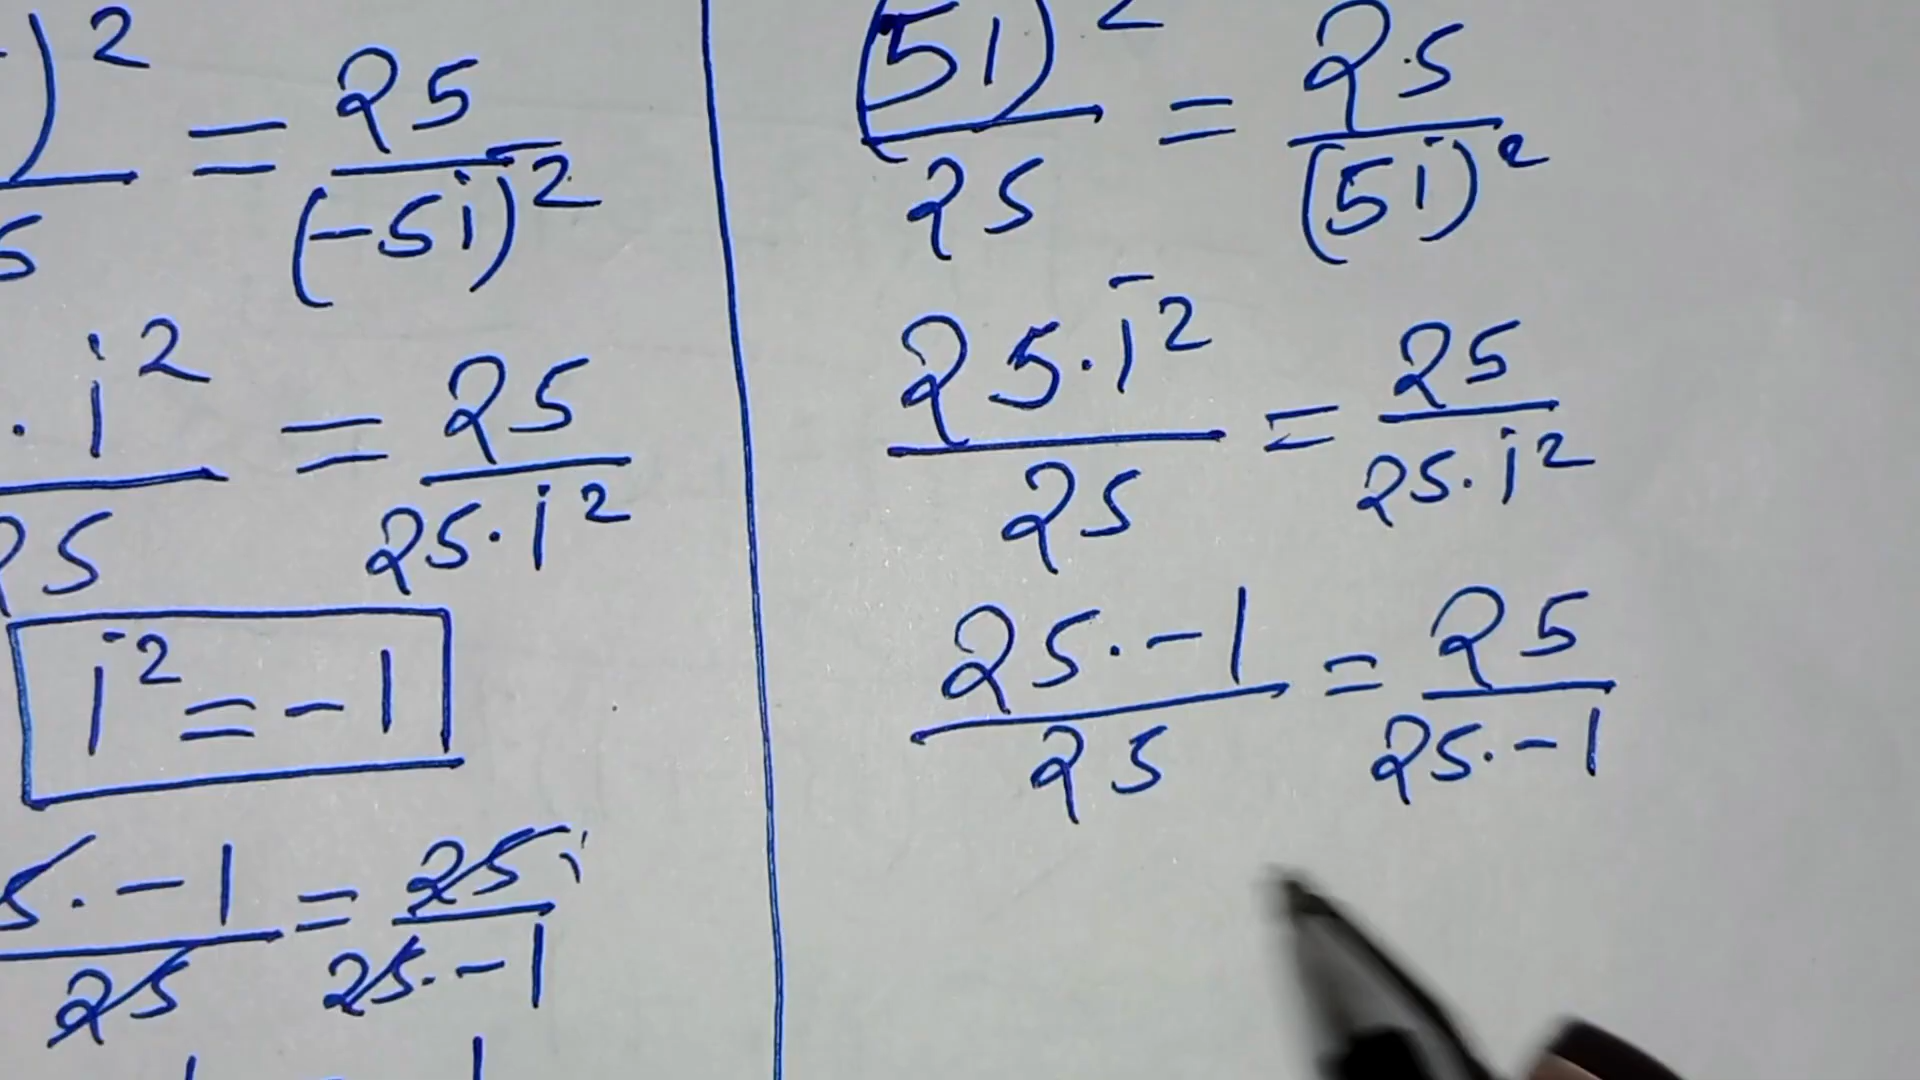 )² = 25/(-5i)²
. i²/25 = 25/25.i²
i² = -1
5.-1/25 = 25/25.-1
(5i)²/25 = 25/(5i)²
25.i²/25 = 25/25.i²
25.-1/25 = 25/25.-1